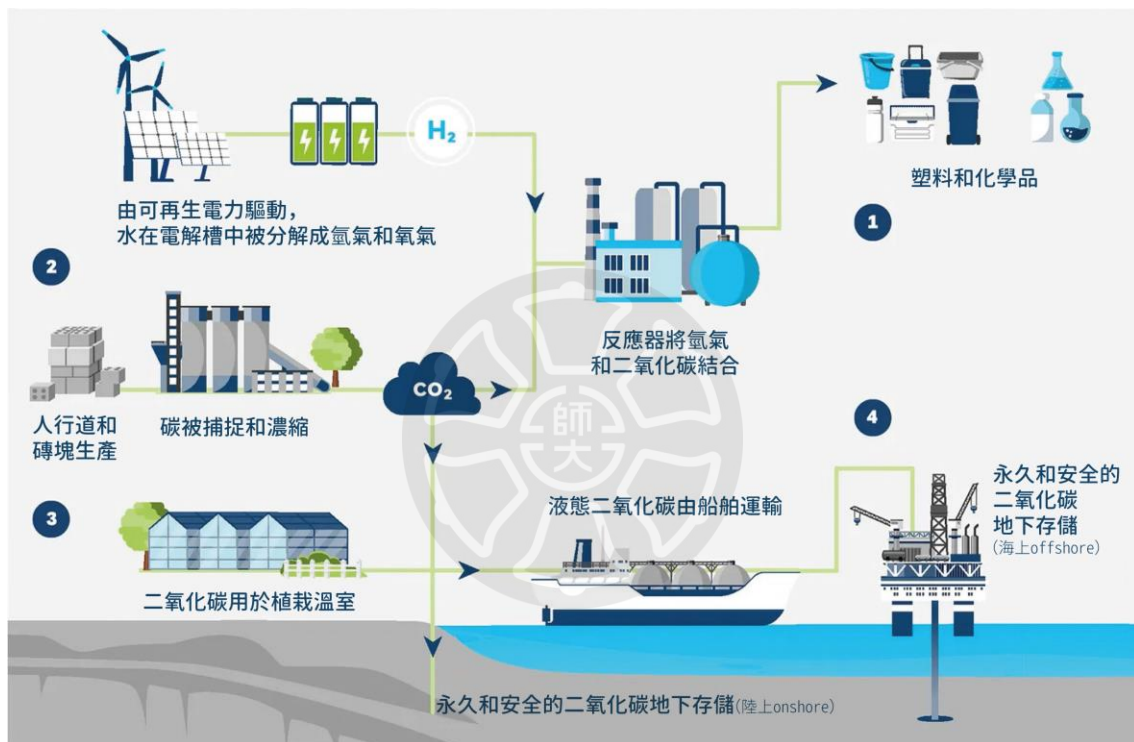 H₂
由可再生電力驅動，
水在電解槽中被分解成氫氣和氧氣
塑料和化學品
1
2
反應器將氫氣
和二氧化碳結合
人行道和
磚塊生產
碳被捕捉和濃縮
CO₂
師大
4
永久和安全的
二氧化碳
地下存儲
(海上offshore)
3
液態二氧化碳由船舶運輸
二氧化碳用於植栽溫室
永久和安全的二氧化碳地下存儲(陸上onshore)